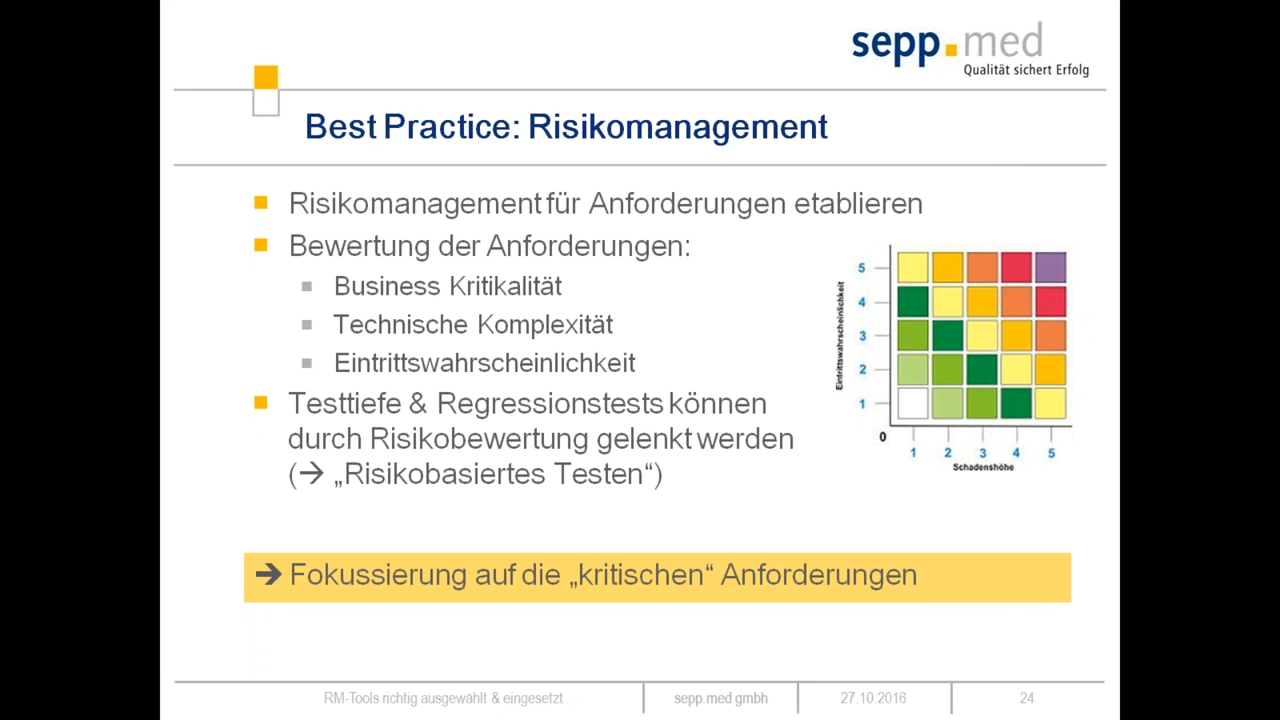 sepp.med
Qualität sichert Erfolg
Best Practice: Risikomanagement
Risikomanagement für Anforderungen etablieren
Bewertung der Anforderungen:
Business Kritikalität
Technische Komplexität
Eintrittswahrscheinlichkeit
Testtiefe & Regressionstests können
durch Risikobewertung gelenkt werden
(→ „Risikobasiertes Testen“)
Eintrittswahrscheinlichkeit
5
4
3
2
1
0
1 2 3 4 5
Schadenshöhe
→ Fokussierung auf die „kritischen“ Anforderungen
RM-Tools richtig ausgewählt & eingesetzt
sepp.med gmbh
27.10.2016
24